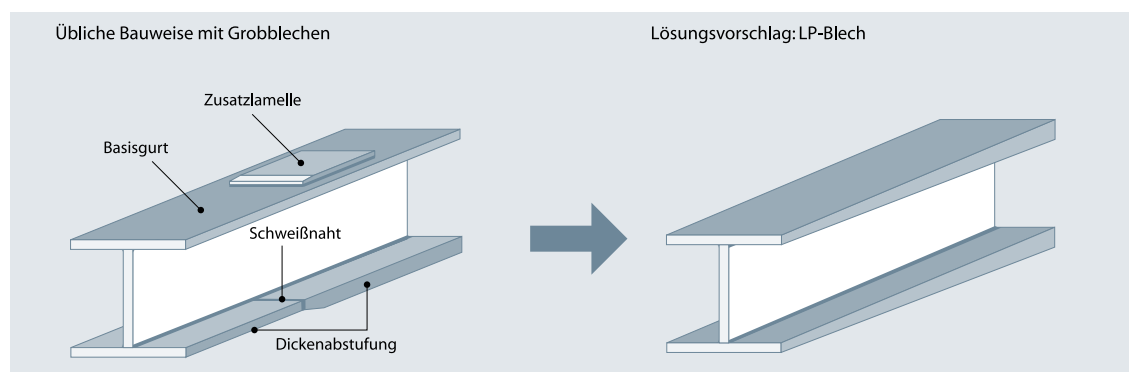 Übliche Bauweise mit Grobblechen
Lösungsvorschlag: LP-Blech
Zusatzlamelle
Basisgurt
Schweißnaht
Dickenabstufung